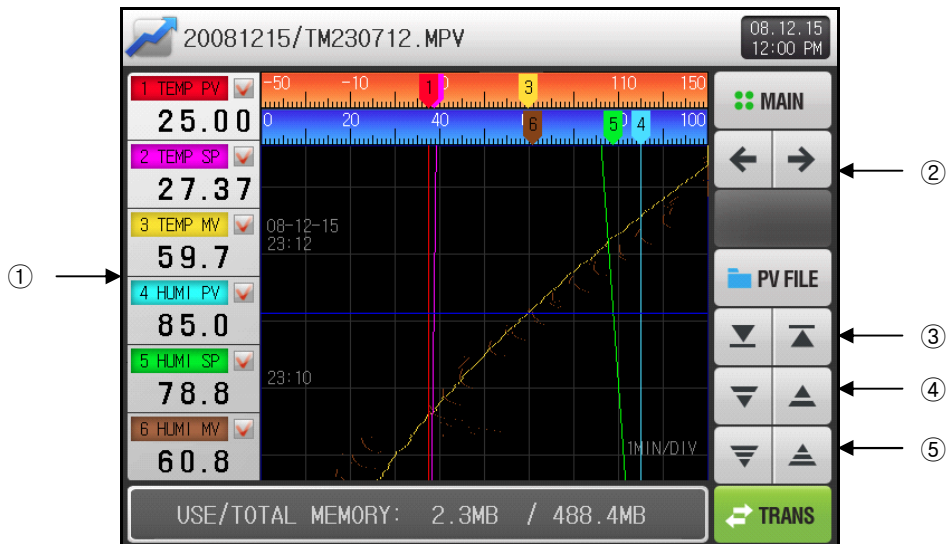 20081215/TM230712.MPV
08.12.15
12:00 PM
1 TEMP PV
25.00
2 TEMP SP
27.37
3 TEMP MV
59.7
4 HUMI PV
85.0
5 HUMI SP
78.8
6 HUMI MV
60.8
-50 -10 110 150
1 3
0 20 40 100
6 5 4
08-12-15
23:12
23:10
1MIN/DIV
MAIN
PV FILE
TRANS
USE/TOTAL MEMORY: 2.3MB / 488.4MB
①
②
③
④
⑤